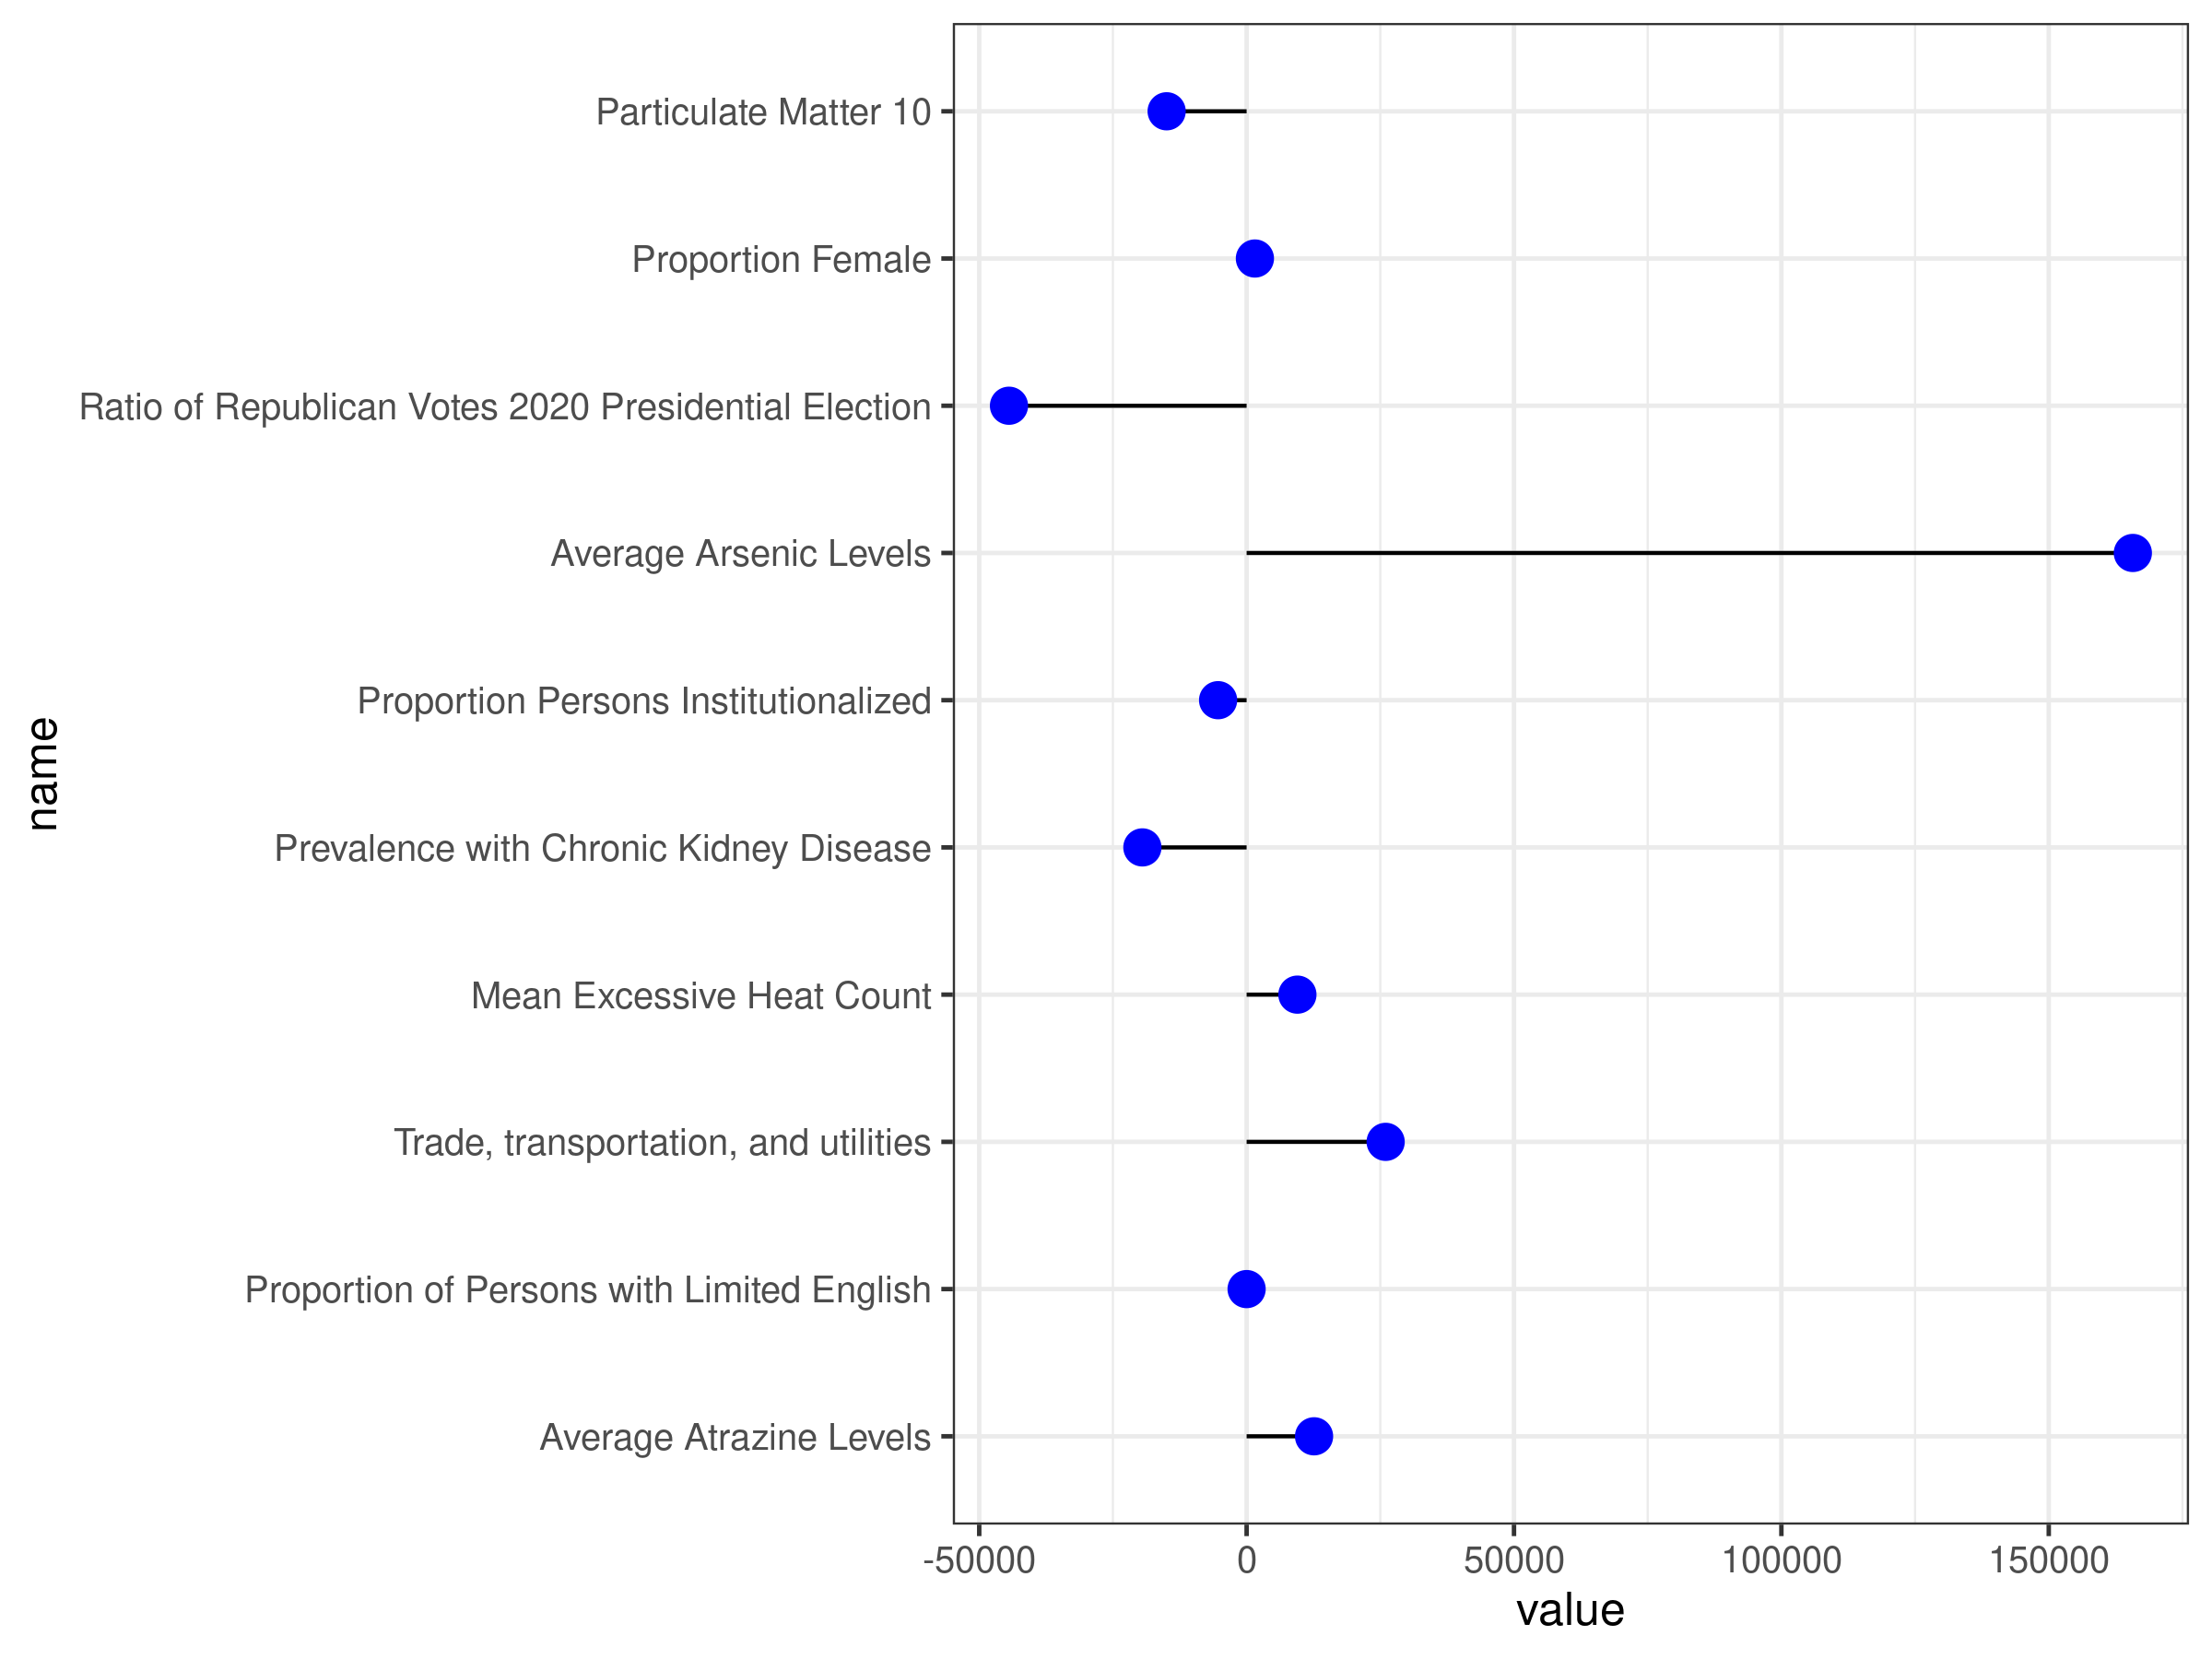 Particulate Matter 10
Proportion Female
Ratio of Republican Votes 2020 Presidential Election
Average Arsenic Levels
Proportion Persons Institutionalized
Prevalence with Chronic Kidney Disease
Mean Excessive Heat Count
Trade, transportation, and utilities
Proportion of Persons with Limited English
Average Atrazine Levels
name
-50000 0 50000 100000 150000
value